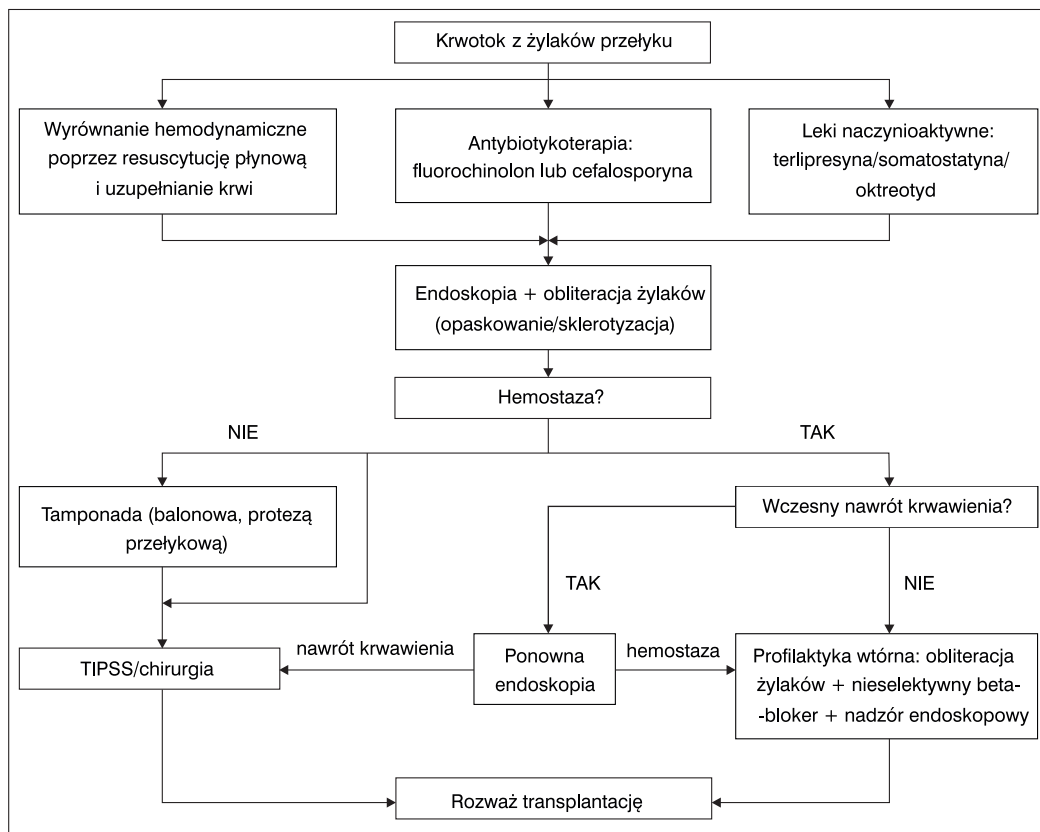 Krwotok z żylaków przełyku
Wyrównanie hemodynamiczne
poprzez resuscytucję płynową
i uzupełnianie krwi
Antybiotykoterapia:
fluorochinolon lub cefalosporyna
Leki naczynioaktywne:
terlipresyna/somatostatyna/
oktreotyd
Endoskopia + obliteracja żylaków
(opaskowanie/sklerotyzacja)
Hemostaza?
NIE
TAK
Tamponada (balonowa, protezą
przełykową)
Wczesny nawrót krwawienia?
TAK
NIE
TIPSS/chirurgia
nawrót krwawienia
Ponowna
endoskopia
hemostaza
Profilaktyka wtórna: obliteracja
żylaków + nieselektywny beta-
-bloker + nadzór endoskopowy
Rozważ transplantację